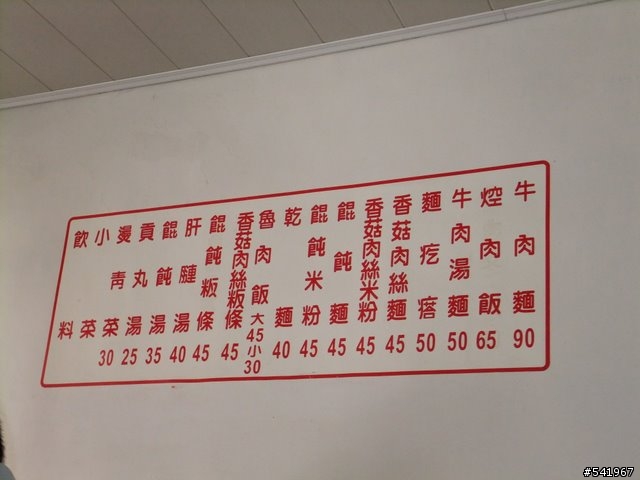 牛肉麵 90
焢肉飯 65
牛肉湯麵 50
麵疙瘩 50
香菇肉絲麵 45
香菇肉絲米粉 45
餛飩麵 45
餛飩米粉 45
乾麵 40
魯肉飯 大45小30
香菇肉絲粄條 45
餛飩粄條 45
肝腫湯 40
餛飩湯 35
貢丸湯 25
燙青菜 30
小菜
飲料
#541967